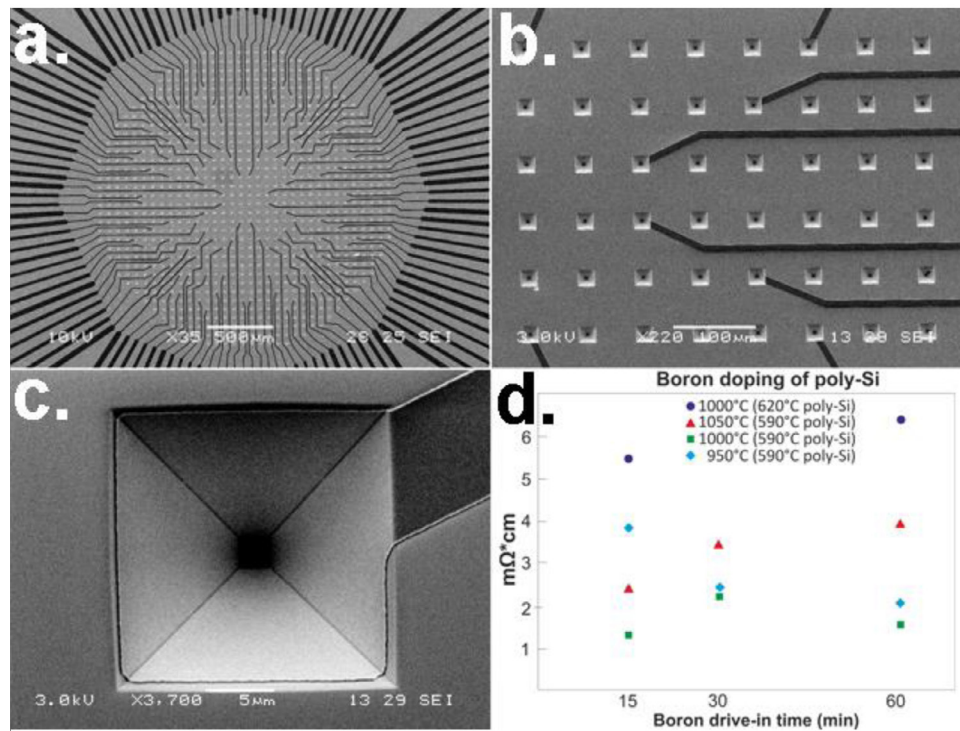 a.
10kV X35 500μm 20 25 SEI
b.
3.0kV X220 100μm 13 29 SEI
c.
3.0kV X3,700 5μm 13 29 SEI
d.
Boron doping of poly-Si
1000°C (620°C poly-Si)
1050°C (590°C poly-Si)
1000°C (590°C poly-Si)
950°C (590°C poly-Si)
mΩ*cm
6
5
4
3
2
1
15 30 60
Boron drive-in time (min)